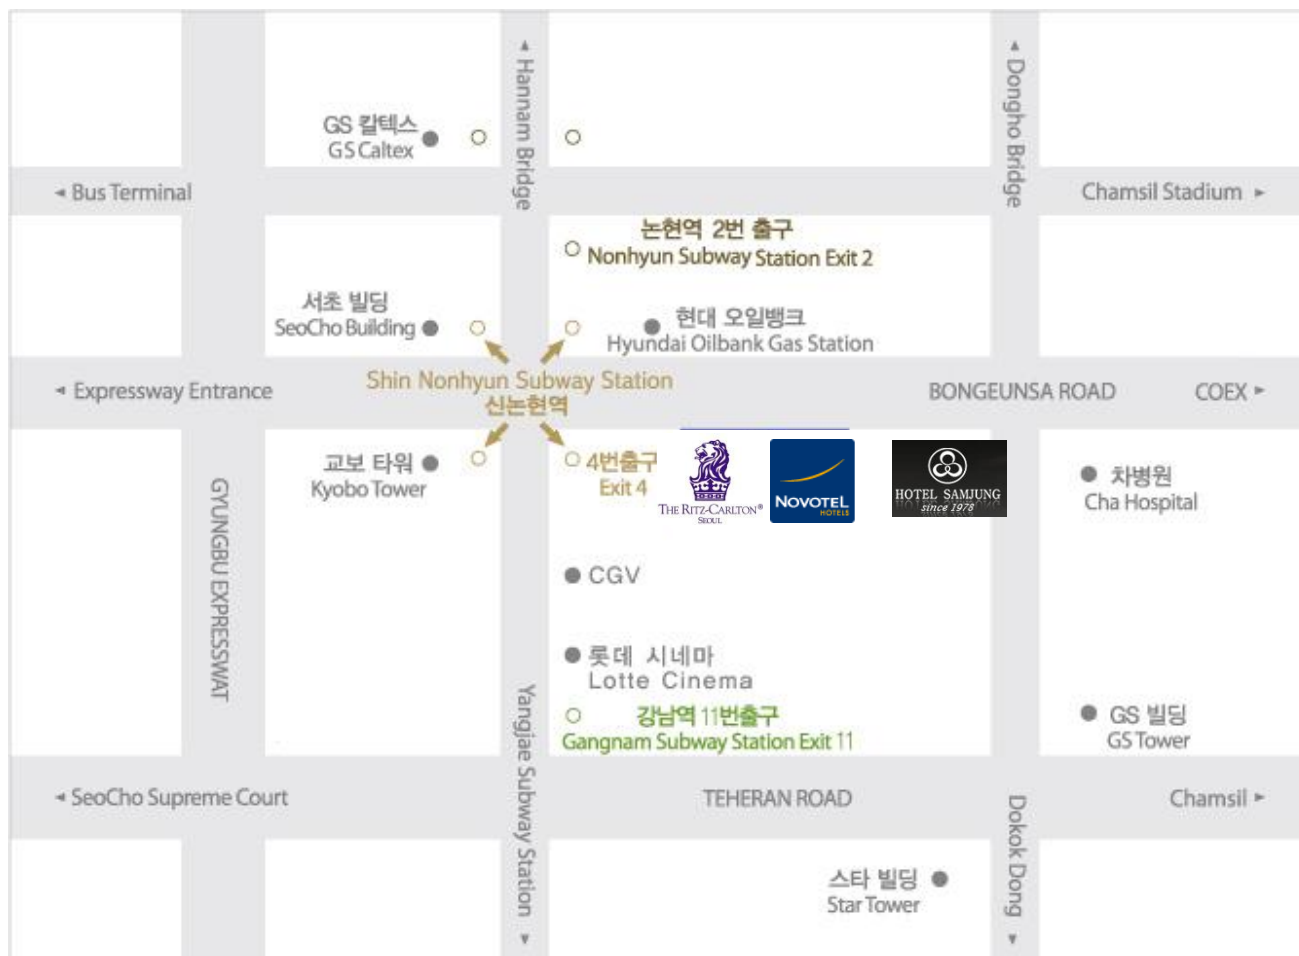 Hannam Bridge
Dongho Bridge
GS 칼텍스
GS Caltex
Bus Terminal
Chamsil Stadium
논현역 2번 출구
Nonhyun Subway Station Exit 2
서초 빌딩
SeoCho Building
현대 오일뱅크
Hyundai Oilbank Gas Station
Expressway Entrance
Shin Nonhyun Subway Station
신논현역
BONGEUNSA ROAD
COEX
교보 타워
Kyobo Tower
4번출구
Exit 4
THE RITZ-CARLTON®
SEOUL
NOVOTEL
HOTELS
HOTEL SAMJUNG
since 1978
차병원
Cha Hospital
GYUNGBU EXPRESSWAT
CGV
롯데 시네마
Lotte Cinema
강남역 11번출구
Gangnam Subway Station Exit 11
Yangjae Subway Station
GS 빌딩
GS Tower
SeoCho Supreme Court
TEHERAN ROAD
Chamsil
Dokok Dong
스타 빌딩
Star Tower